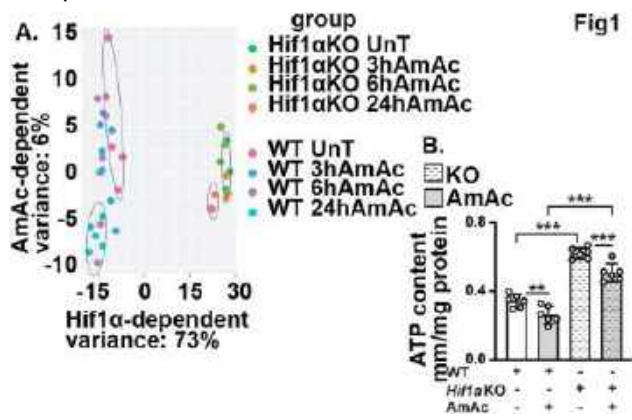 group
Fig1
A.
Hif1αKO UnT
Hif1αKO 3hAmAc
Hif1αKO 6hAmAc
Hif1αKO 24hAmAc
WT UnT
WT 3hAmAc
WT 6hAmAc
WT 24hAmAc
AmAc-dependent
variance: 6%
15
10
5
0
-5
-10
-15 0 15 30
Hif1α-dependent
variance: 73%
B.
KO
AmAc
***
***
***
**
ATP content
mm/mg protein
0.8
0.4
0.0
WT + + - -
Hif1aKO - - + +
AmAc - + - +